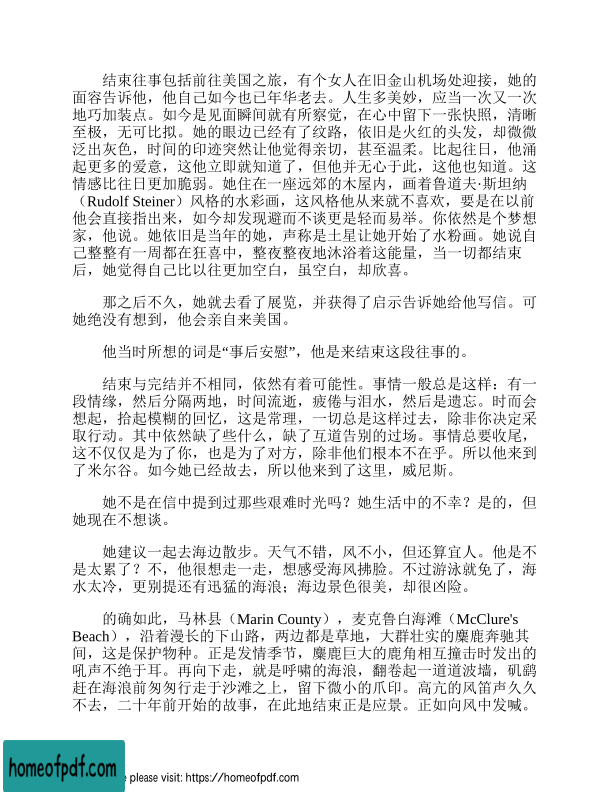 结束往事包括前往美国之旅，有个女人在旧金山机场处迎接，她的
面容告诉他，他自己如今也已年华老去。人生多美妙，应当一次又一次
地巧加装点。如今是见面瞬间就有所察觉，在心中留下一张快照，清晰
至极，无可比拟。她的眼边已经有了纹路，依旧是火红的头发，却微微
泛出灰色，时间的印迹突然让他觉得亲切，甚至温柔。比起往日，他涌
起更多的爱意，这他立即就知道了，但他并无心于此，这他也知道。这
情感比往日更加脆弱。她住在一座远郊的木屋内，画着鲁道夫·斯坦纳
（Rudolf Steiner）风格的水彩画，这风格他从来就不喜欢，要是在以前
他会直接指出来，如今却发现避而不谈更是轻而易举。你依然是个梦想
家，他说。她依旧是当年的她，声称是土星让她开始了水粉画。她说自
己整整有一周都在狂喜中，整夜整夜地沐浴着这能量，当一切都结束
后，她觉得自己比以往更加空白，虽空白，却欣喜。
那之后不久，她就去看了展览，并获得了启示告诉她给他写信。可
她绝没有想到，他会亲自来美国。
他当时所想的词是“事后安慰”，他是来结束这段往事的。
结束与完结并不相同，依然有着可能性。事情一般总是这样：有一
段情缘，然后分隔两地，时间流逝，疲倦与泪水，然后是遗忘。时而会
想起，拾起模糊的回忆，这是常理，一切总是这样过去，除非你决定采
取行动。其中依然缺了些什么，缺了互道告别的过场。事情总要收尾，
这不仅仅是为了你，也是为了对方，除非他们根本不在乎。所以他来到
了米尔谷。如今她已经故去，所以他来到了这里，威尼斯。
她不是在信中提到过那些艰难时光吗？她生活中的不幸？是的，但
她现在不想谈。
她建议一起去海边散步。天气不错，风不小，但还算宜人。他是不
是太累了？不，他很想走一走，想感受海风拂脸。不过游泳就免了，海
水太冷，更别提还有迅猛的海浪；海边景色很美，却很凶险。
的确如此，马林县（Marin County），麦克鲁白海滩（McClure's
Beach），沿着漫长的下山路，两边都是草地，大群壮实的麋鹿奔驰其
间，这是保护物种。正是发情季节，麋鹿巨大的鹿角相互撞击时发出的
吼声不绝于耳。再向下走，就是呼啸的海浪，翻卷起一道道波墙，矶鹞
赶在海浪前匆匆行走于沙滩之上，留下微小的爪印。高亢的风笛声久久
不去，二十年前开始的故事，在此地结束正是应景。正如向风中发喊。
homeofpdf.com
e please visit: https://homeofpdf.com